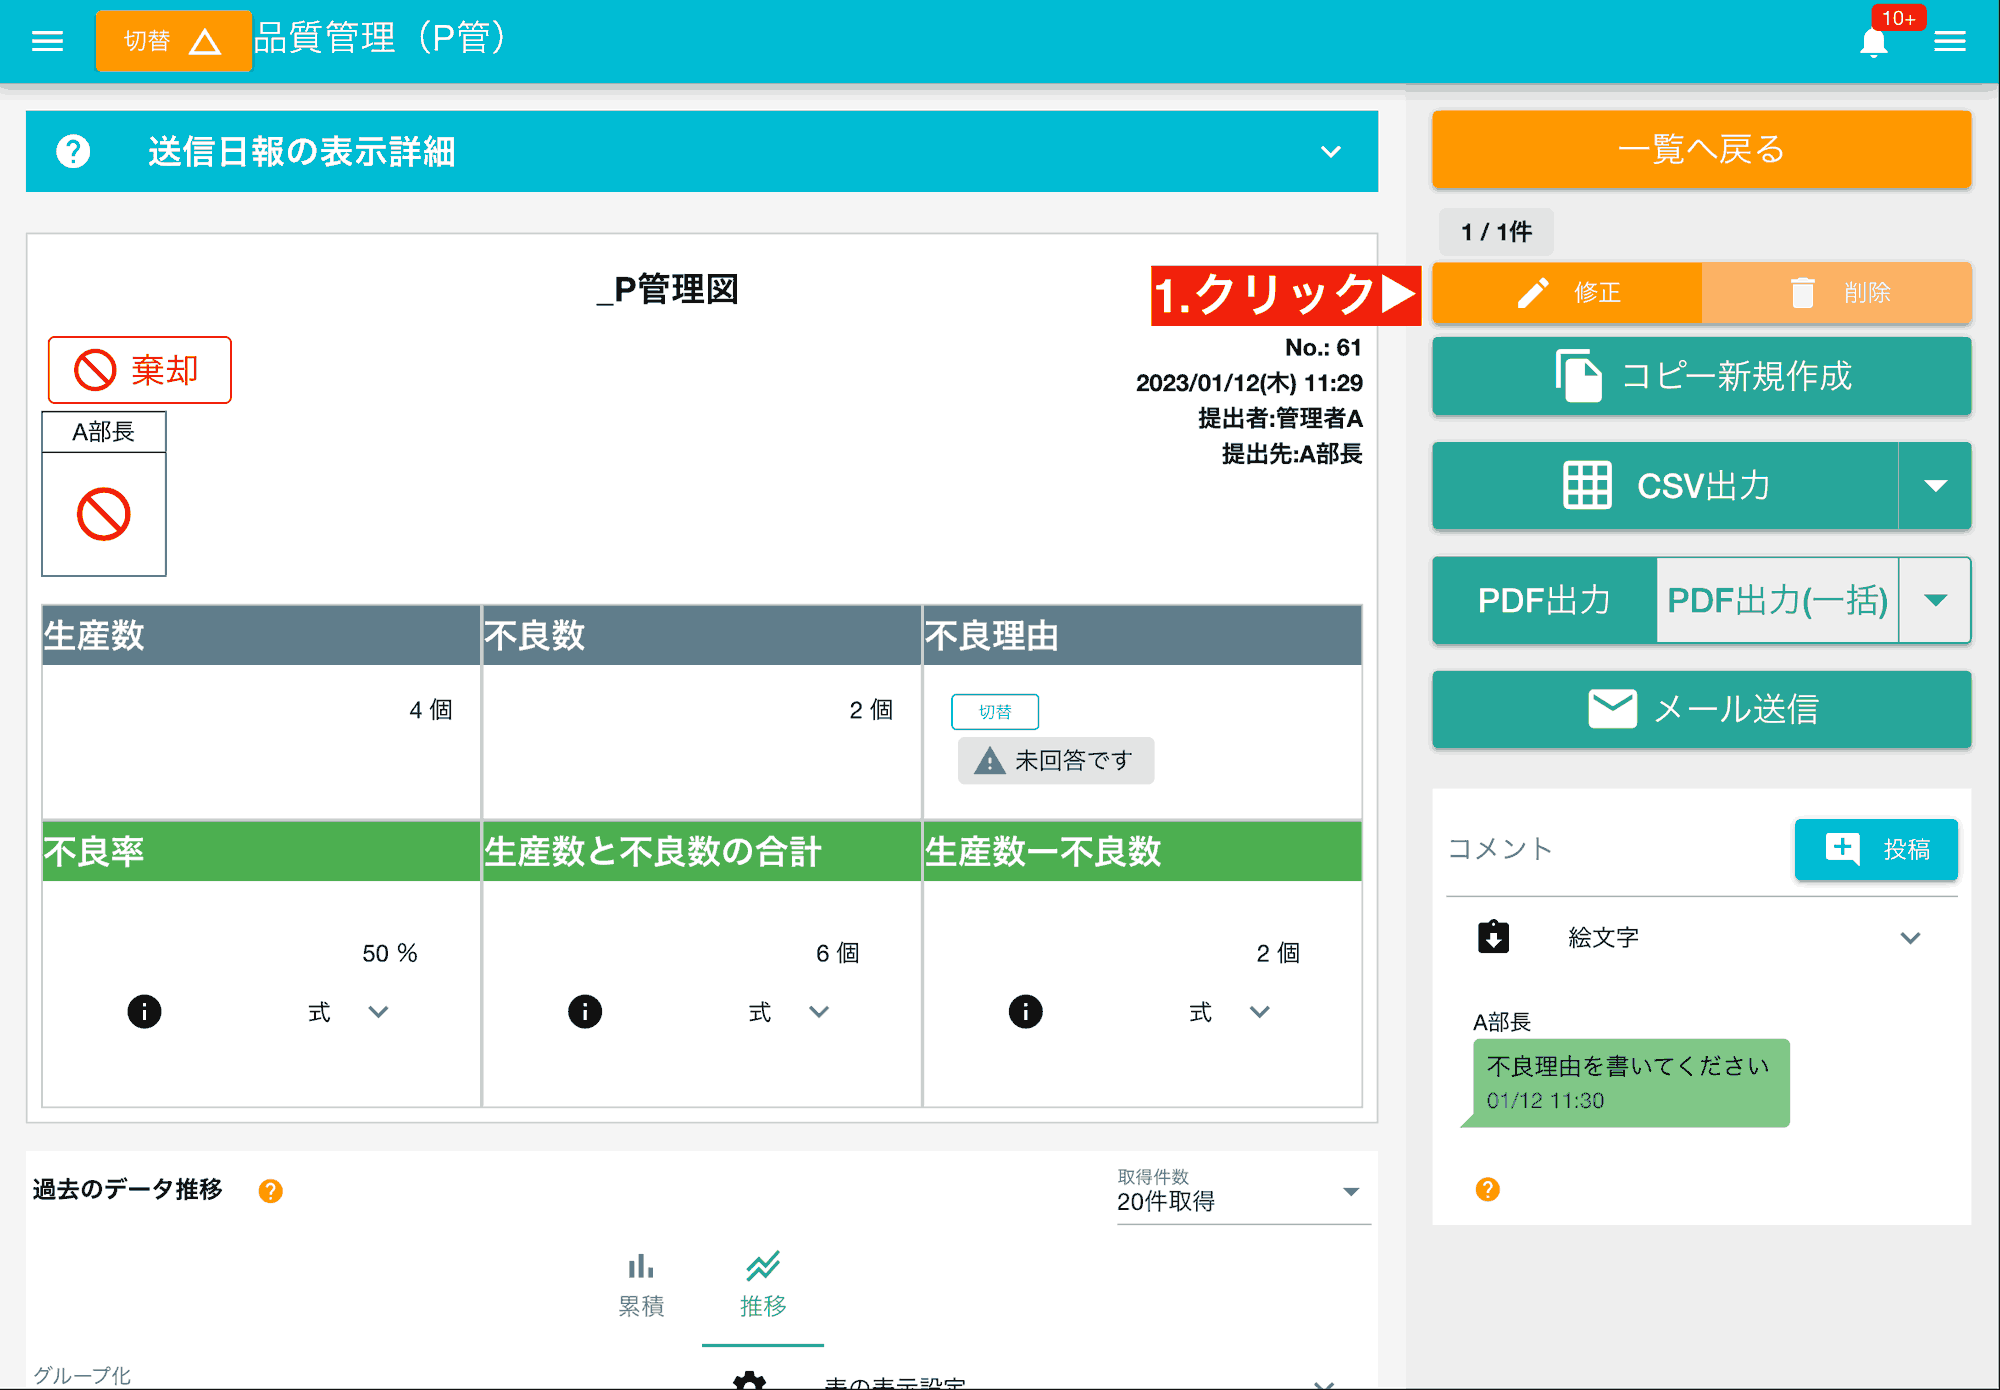 切替
品質管理（P管）
10+
送信日報の表示詳細
一覧へ戻る
1 / 1件
_P管理図
1.クリック▶
修正
削除
No.: 61
棄却
2023/01/12(木) 11:29
コピー新規作成
提出者:管理者A
A部長
提出先:A部長
CSV出力
PDF出力
PDF出力(一括)
生産数
不良数
不良理由
4 個
2 個
切替
未回答です
メール送信
不良率
生産数と不良数の合計
生産数ー不良数
コメント
投稿
50 %
6 個
2 個
絵文字
式
式
式
A部長
不良理由を書いてください
01/12 11:30
過去のデータ推移
取得件数
20件取得
累積
推移
グループ化
表の表示設定